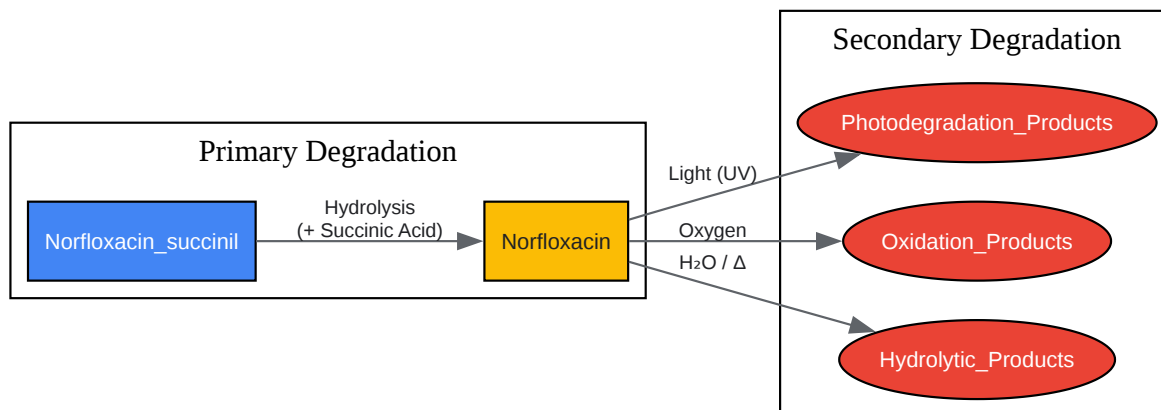 Secondary Degradation
Photodegradation_Products
Primary Degradation
Light (UV)
Hydrolysis
(+ Succinic Acid)
Norfloxacin_succinil
Norfloxacin
Oxygen
Oxidation_Products
H₂O / Δ
Hydrolytic_Products